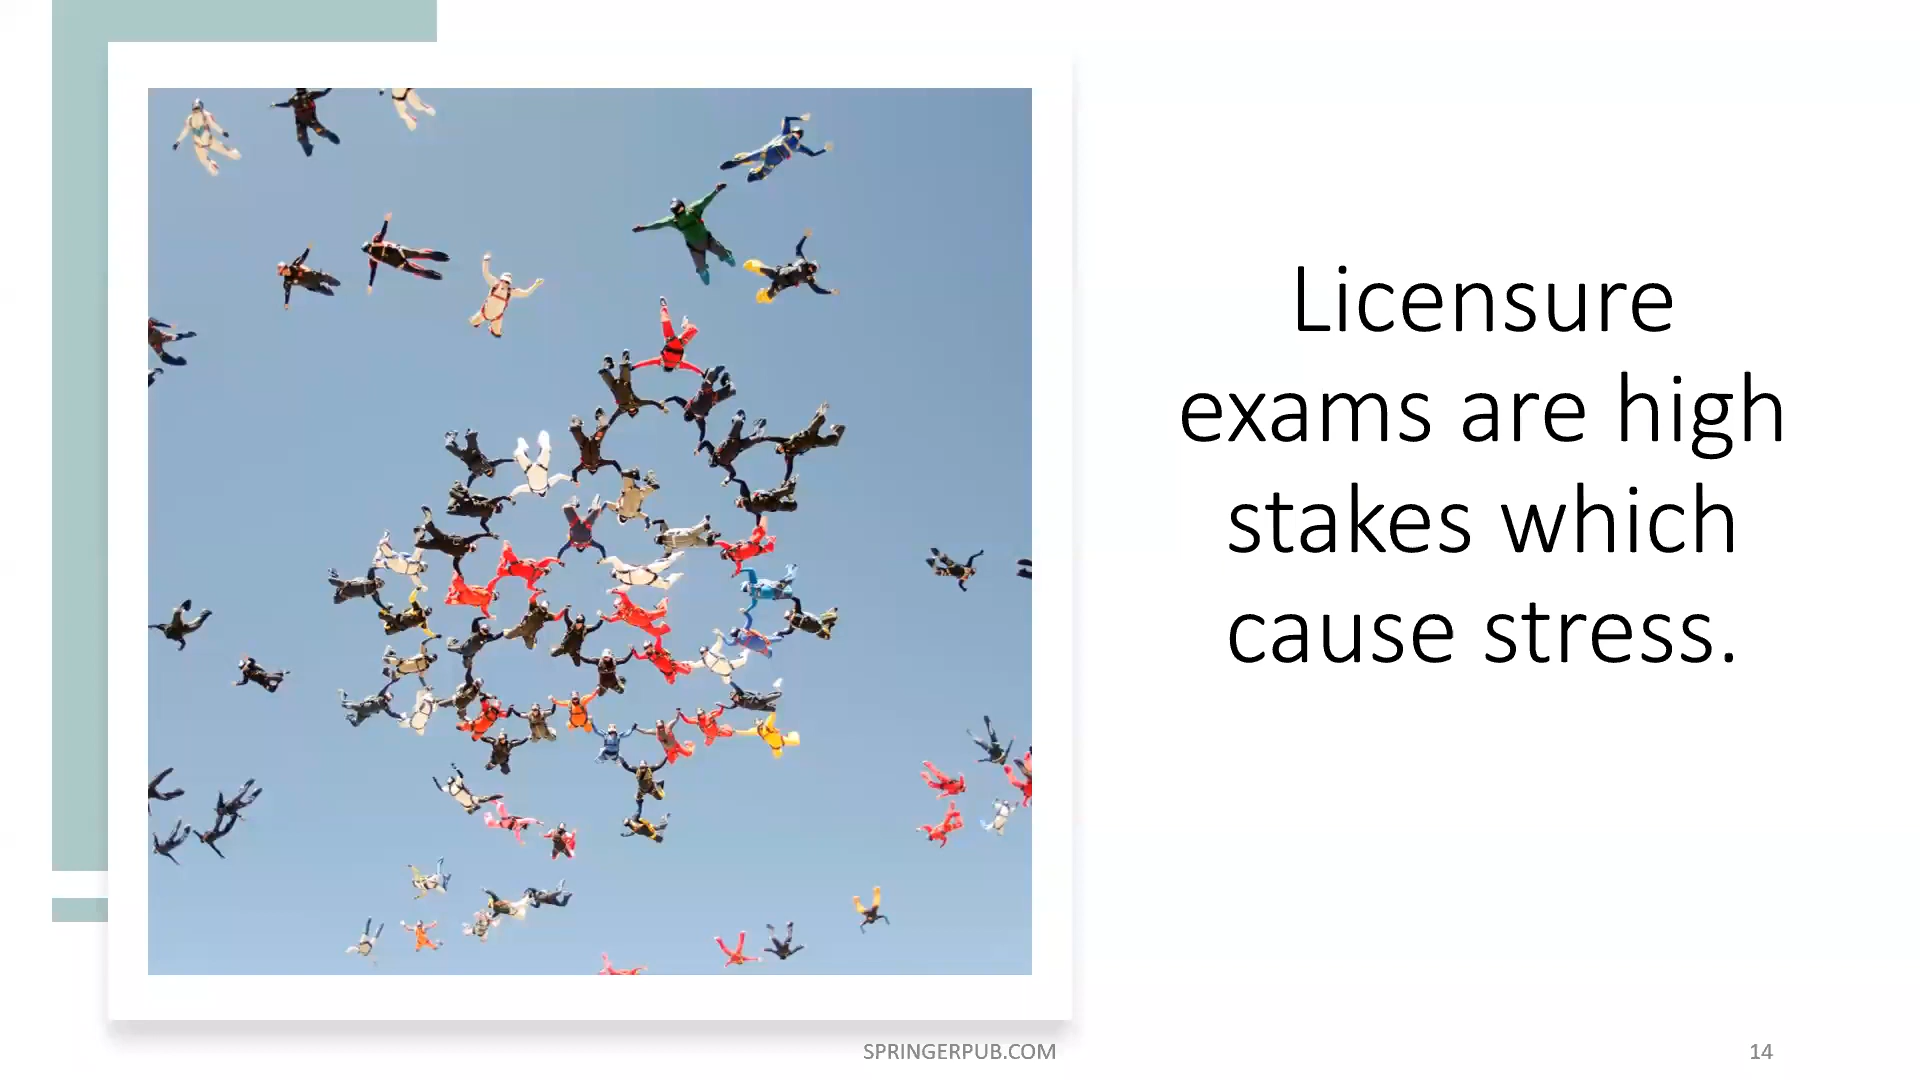 Licensure
exams are high
stakes which
cause stress.
SPRINGERPUB.COM
14